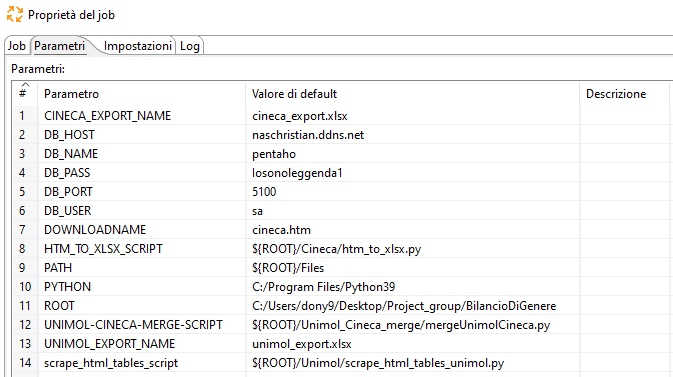 Proprietà del job
Job Parametri Impostazioni Log
Parametri:
# Parametro Valore di default Descrizione
1 CINECA_EXPORT_NAME cineca_export.xlsx
2 DB_HOST naschristian.ddns.net
3 DB_NAME pentaho
4 DB_PASS Iosonoleggenda1
5 DB_PORT 5100
6 DB_USER sa
7 DOWNLOADNAME cineca.htm
8 HTM_TO_XLSX_SCRIPT ${ROOT}/Cineca/htm_to_xlsx.py
9 PATH ${ROOT}/Files
10 PYTHON C:/Program Files/Python39
11 ROOT C:/Users/dony9/Desktop/Project_group/BilancioDiGenere
12 UNIMOL-CINECA-MERGE-SCRIPT ${ROOT}/Unimol_Cineca_merge/mergeUnimolCineca.py
13 UNIMOL_EXPORT_NAME unimol_export.xlsx
14 scrape_html_tables_script ${ROOT}/Unimol/scrape_html_tables_unimol.py